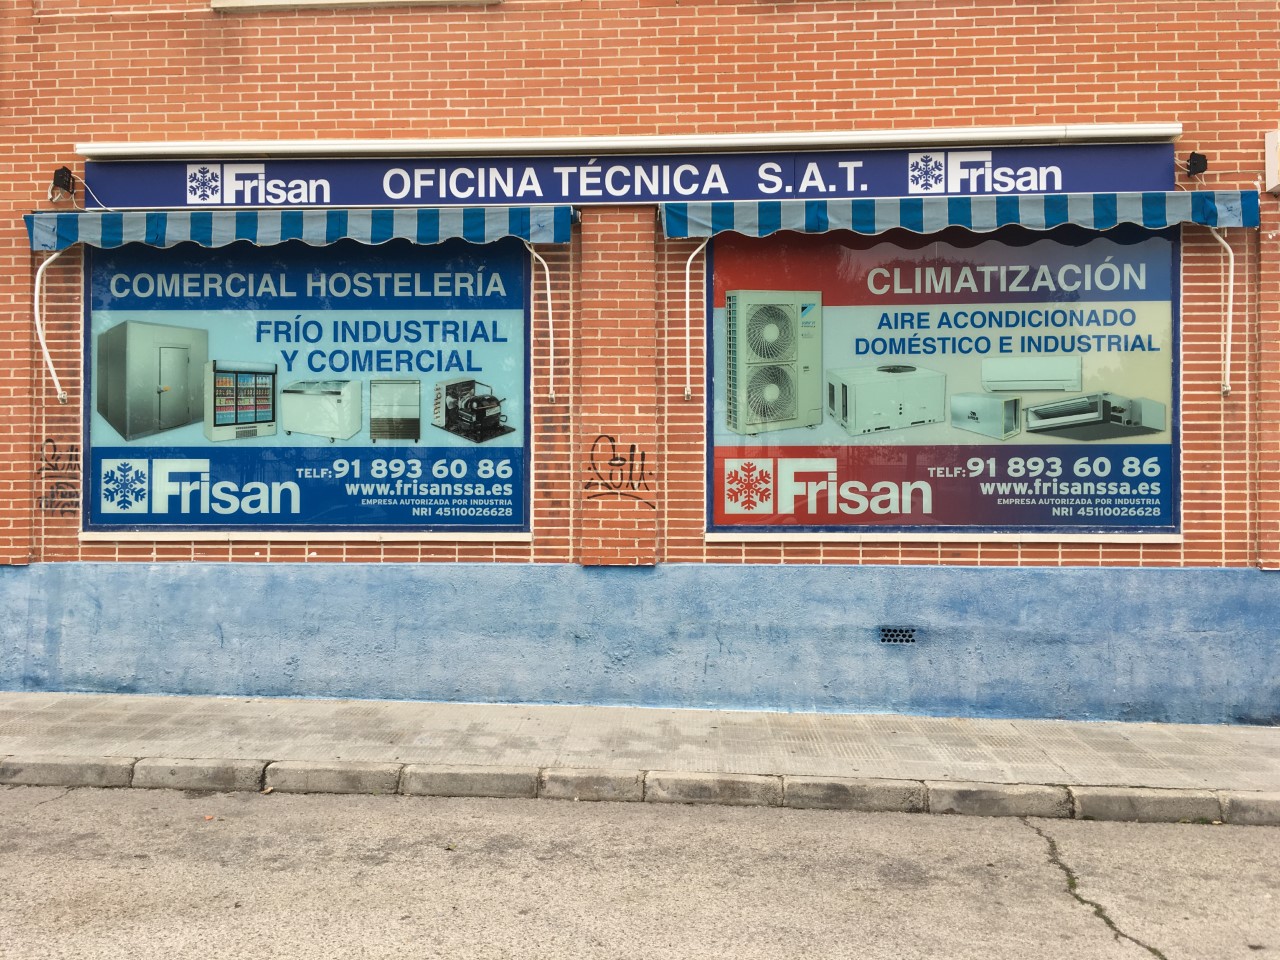 Frisan OFICINA TÉCNICA S.A.T. Frisan
COMERCIAL HOSTELERÍA
FRÍO INDUSTRIAL
Y COMERCIAL
Frisan
TELF: 91 893 60 86
www.frisanssa.es
EMPRESA AUTORIZADA POR INDUSTRIA
NRI 45110026628
CLIMATIZACIÓN
AIRE ACONDICIONADO
DOMÉSTICO E INDUSTRIAL
Frisan
TELF: 91 893 60 86
www.frisanssa.es
EMPRESA AUTORIZADA POR INDUSTRIA
NRI 45110026628